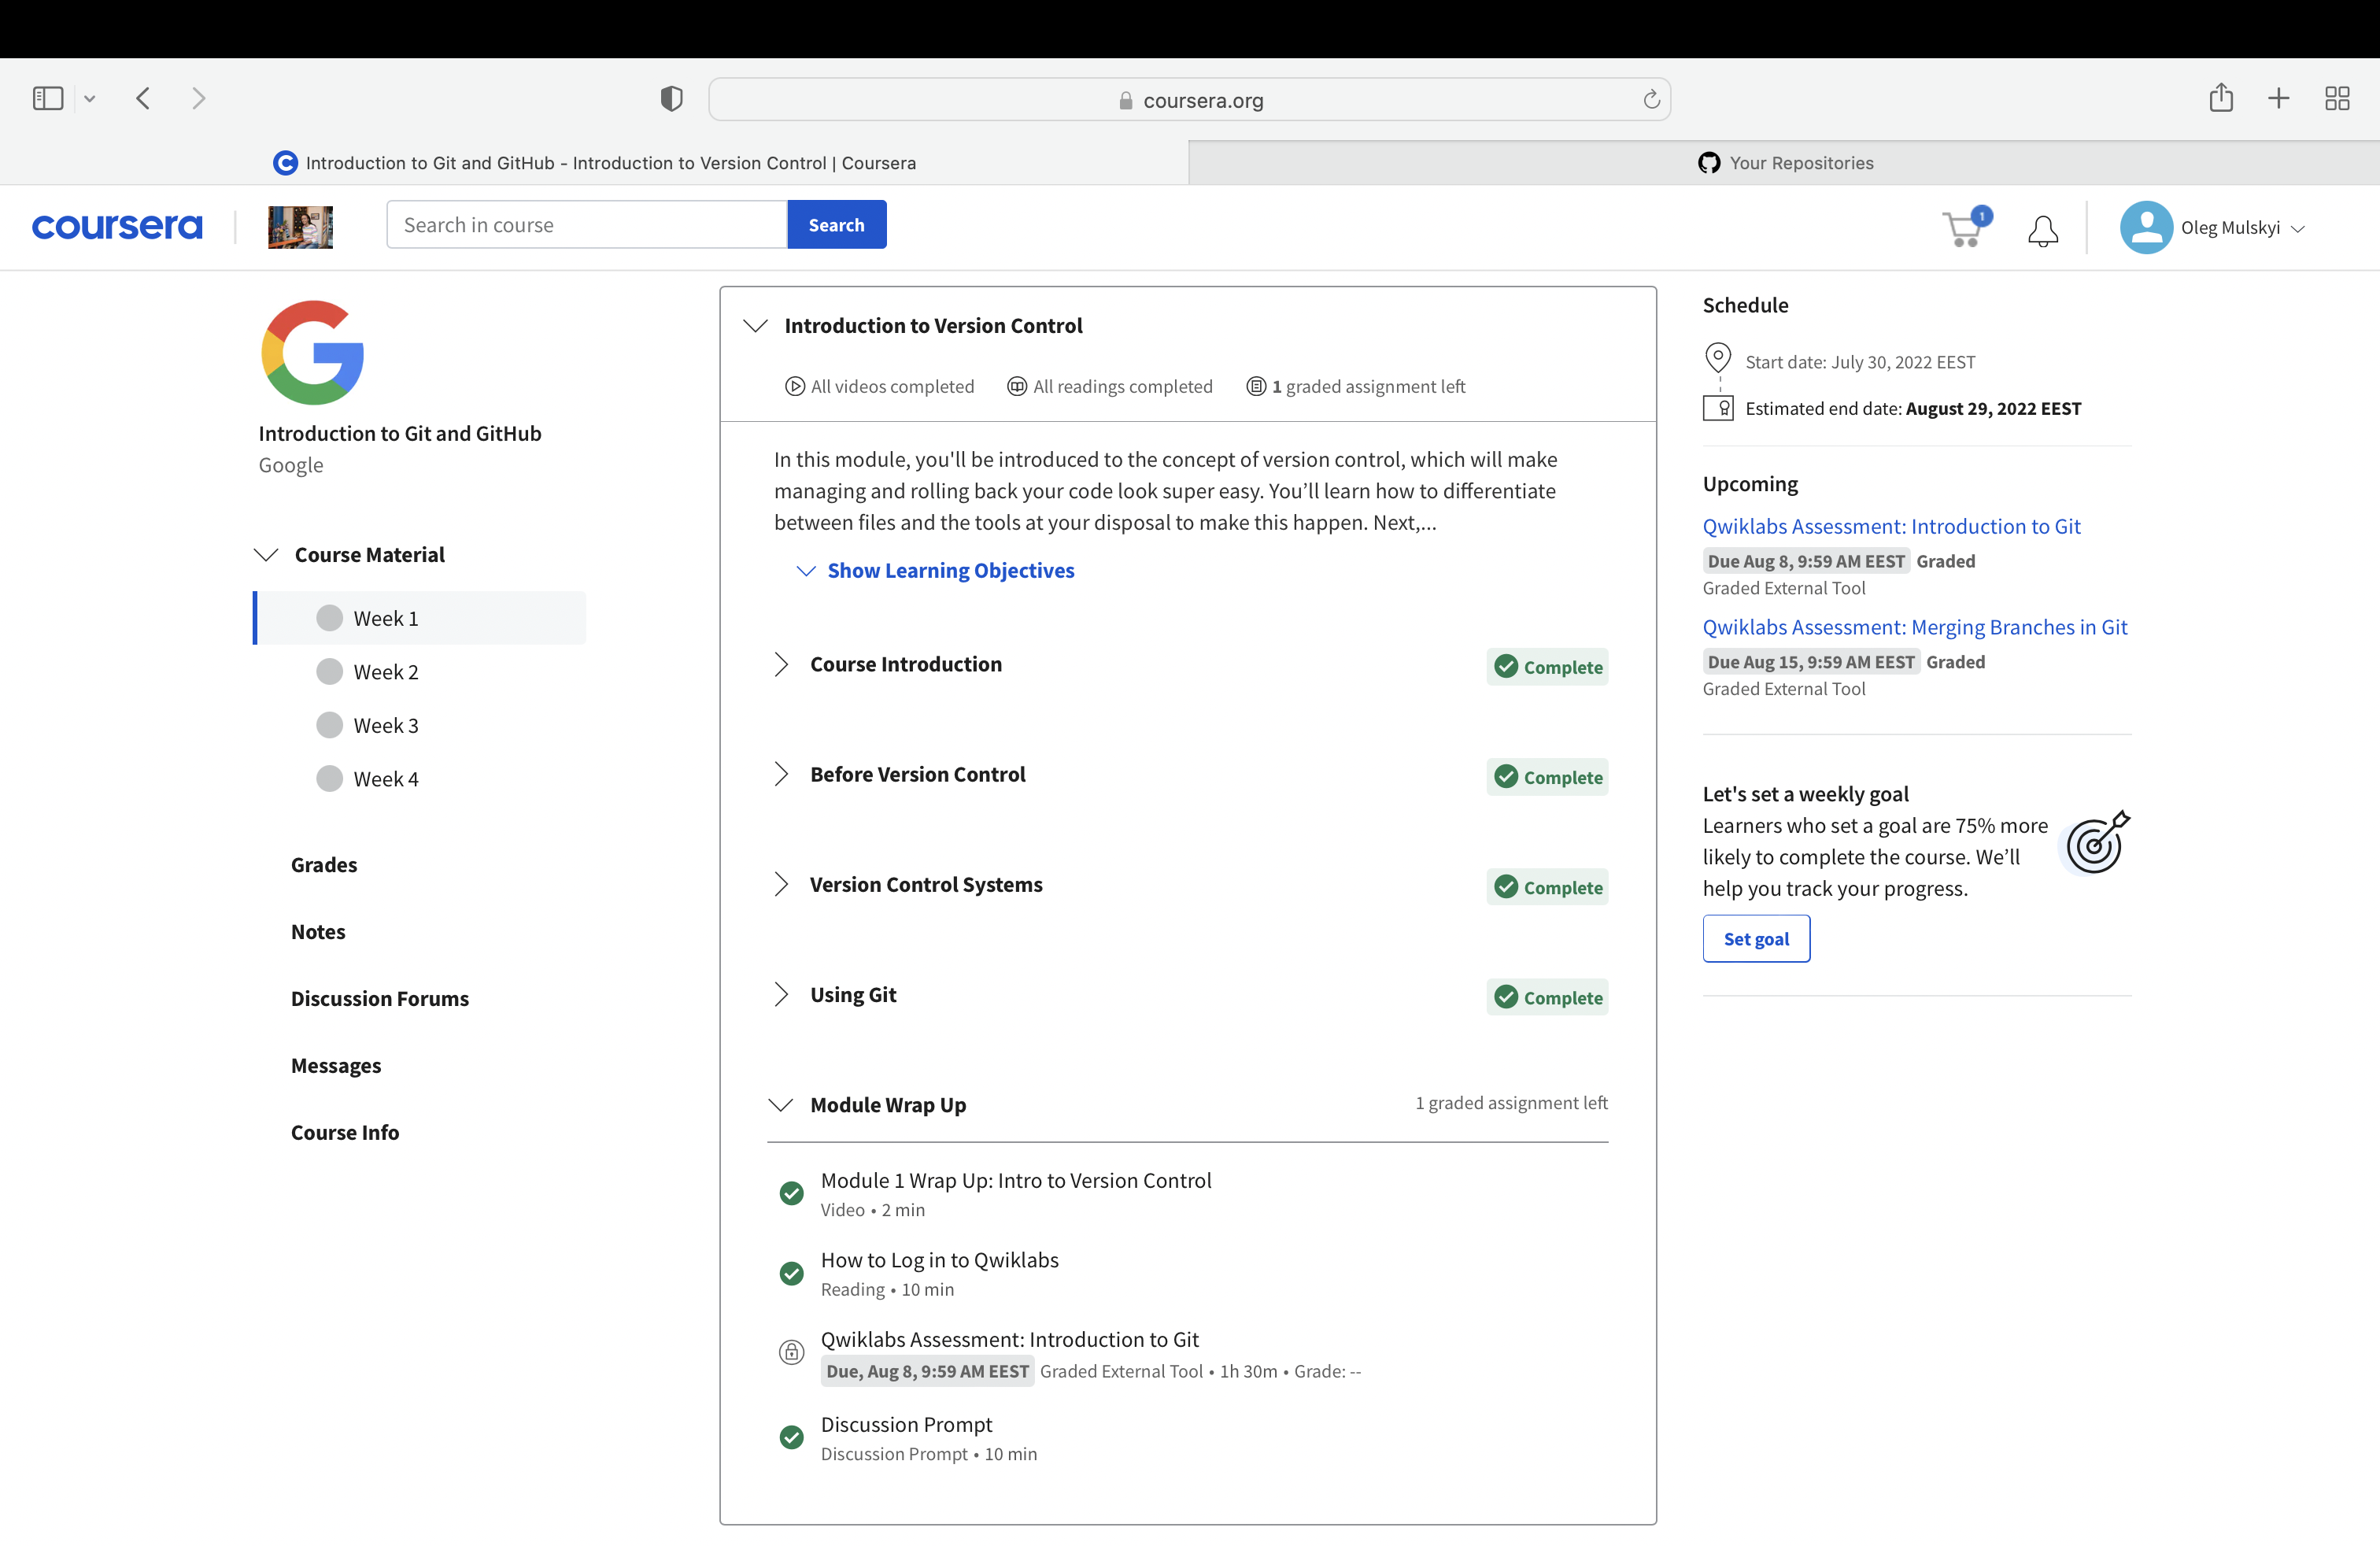 coursera.org
Introduction to Git and GitHub - Introduction to Version Control | Coursera
Your Repositories
coursera
Search in course
Search
1
Oleg Mulskyi
Introduction to Git and GitHub
Google
Course Material
Week 1
Week 2
Week 3
Week 4
Grades
Notes
Discussion Forums
Messages
Course Info
Introduction to Version Control
All videos completed
All readings completed
1 graded assignment left
In this module, you'll be introduced to the concept of version control, which will make
managing and rolling back your code look super easy. You’ll learn how to differentiate
between files and the tools at your disposal to make this happen. Next,...
Show Learning Objectives
Course Introduction
Complete
Before Version Control
Complete
Version Control Systems
Complete
Using Git
Complete
Module Wrap Up
1 graded assignment left
Module 1 Wrap Up: Intro to Version Control
Video • 2 min
How to Log in to Qwiklabs
Reading • 10 min
Qwiklabs Assessment: Introduction to Git
Due, Aug 8, 9:59 AM EEST Graded External Tool • 1h 30m • Grade: --
Discussion Prompt
Discussion Prompt • 10 min
Schedule
Start date: July 30, 2022 EEST
Estimated end date: August 29, 2022 EEST
Upcoming
Qwiklabs Assessment: Introduction to Git
Due Aug 8, 9:59 AM EEST Graded
Graded External Tool
Qwiklabs Assessment: Merging Branches in Git
Due Aug 15, 9:59 AM EEST Graded
Graded External Tool
Let's set a weekly goal
Learners who set a goal are 75% more
likely to complete the course. We’ll
help you track your progress.
Set goal